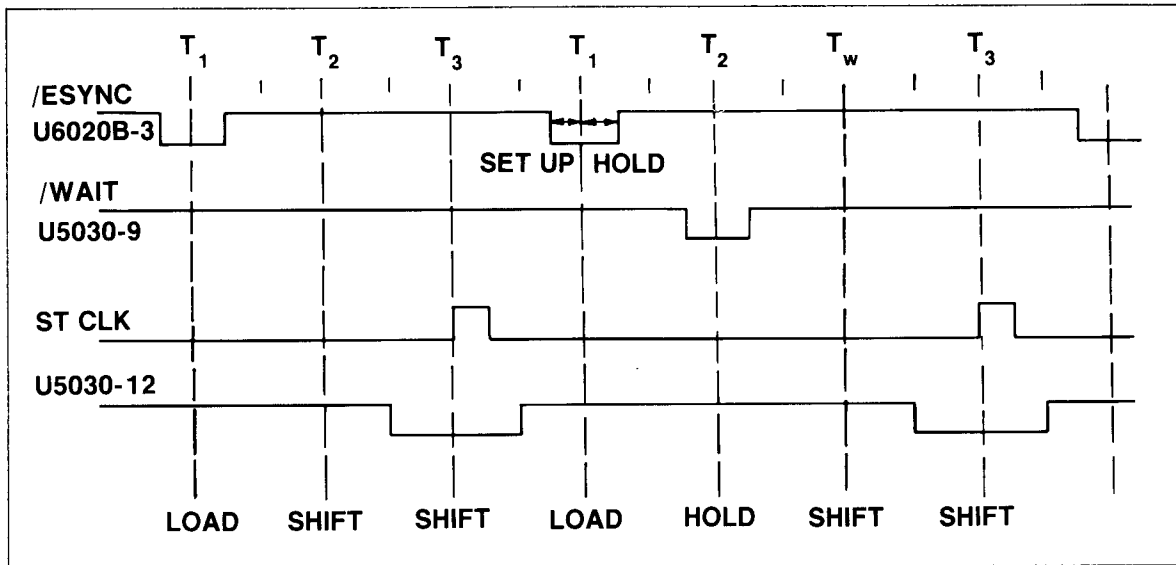 T1 T2 T3 T1 T2 Tw T3
/ESYNC
U6020B-3
SET UP HOLD
/WAIT
U5030-9
ST CLK
U5030-12
LOAD SHIFT SHIFT LOAD HOLD SHIFT SHIFT